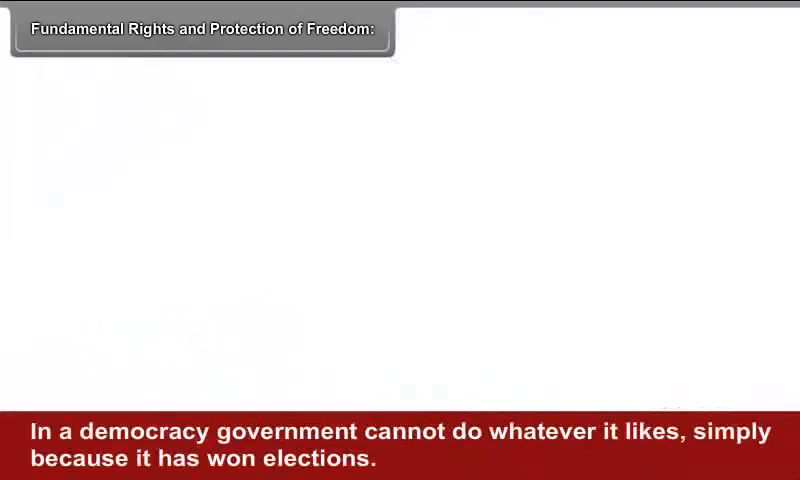 Fundamental Rights and Protection of Freedom:
In a democracy government cannot do whatever it likes, simply
because it has won elections.